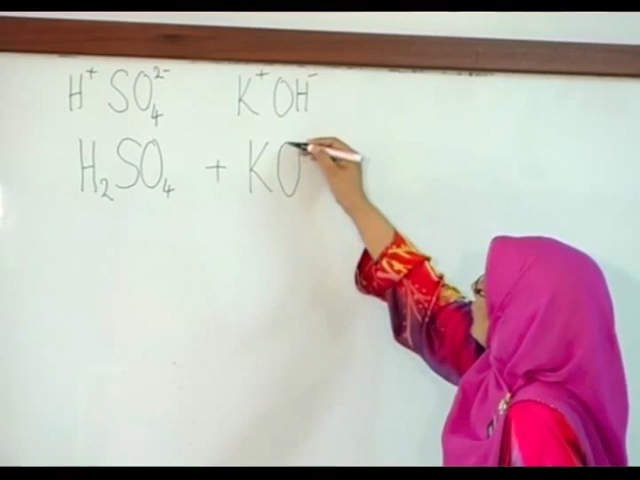 H⁺ SO₄²⁻ K⁺ OH⁻
H₂SO₄ + KO